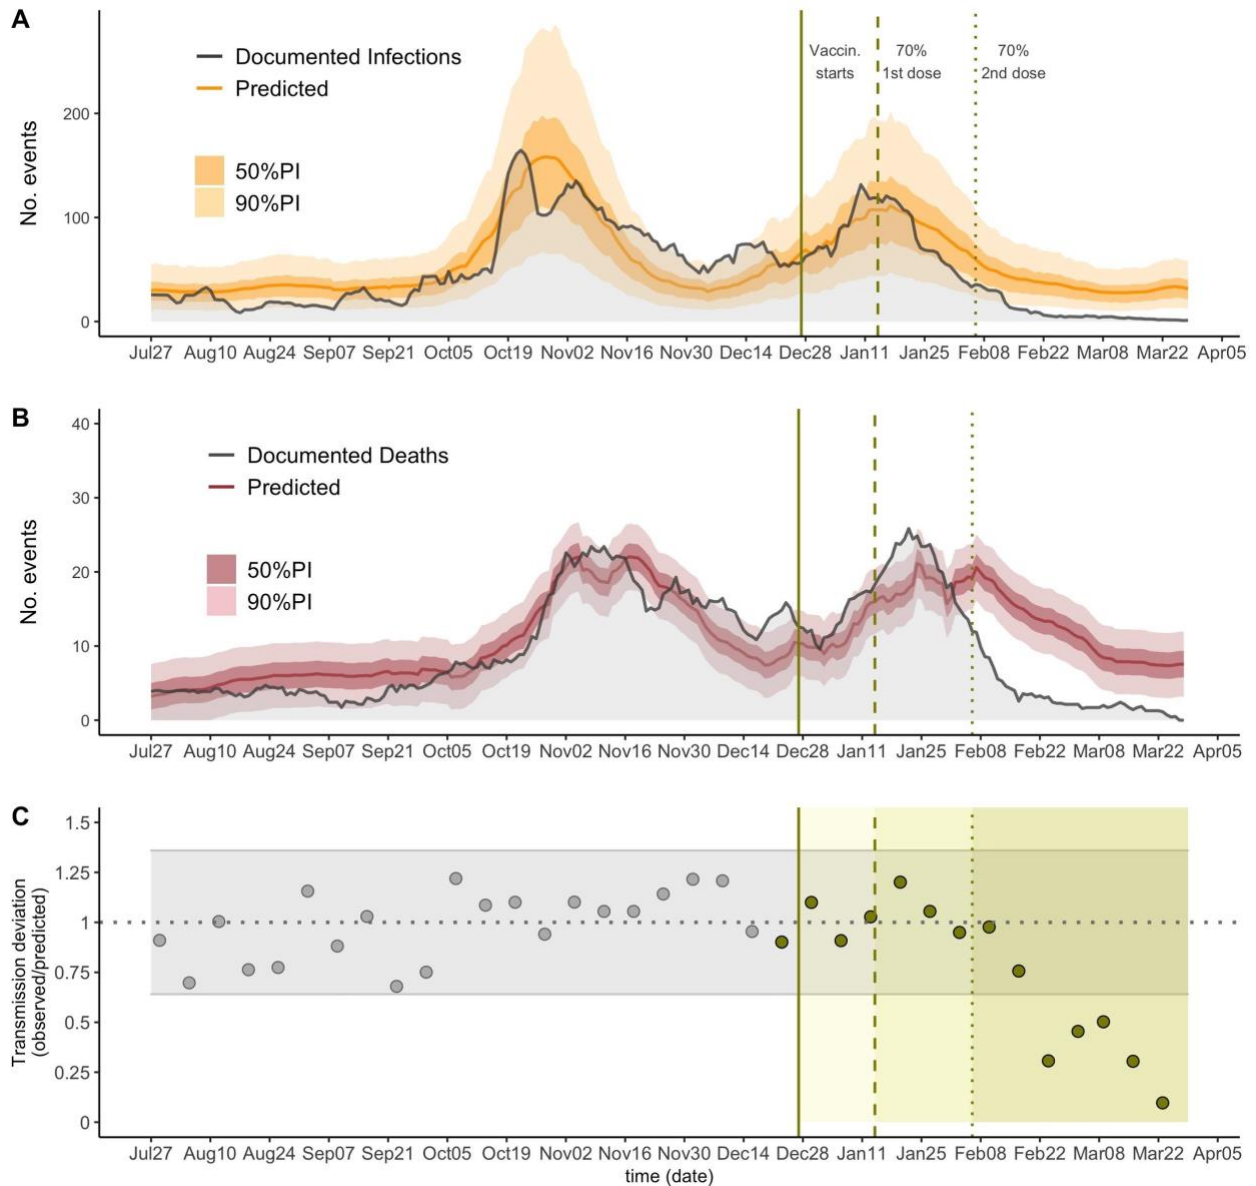 A
Documented Infections
Predicted
50%PI
90%PI
Vaccin. 70% 70%
starts 1st dose 2nd dose
No. events
200
100
0
Jul27 Aug10 Aug24 Sep07 Sep21 Oct05 Oct19 Nov02 Nov16 Nov30 Dec14 Dec28 Jan11 Jan25 Feb08 Feb22 Mar08 Mar22 Apr05
B
Documented Deaths
Predicted
50%PI
90%PI
No. events
40
30
20
10
0
Jul27 Aug10 Aug24 Sep07 Sep21 Oct05 Oct19 Nov02 Nov16 Nov30 Dec14 Dec28 Jan11 Jan25 Feb08 Feb22 Mar08 Mar22 Apr05
C
Transmission deviation
(observed/predicted)
1.5
1.25
1
0.75
0.5
0.25
0
Jul27 Aug10 Aug24 Sep07 Sep21 Oct05 Oct19 Nov02 Nov16 Nov30 Dec14 Dec28 Jan11 Jan25 Feb08 Feb22 Mar08 Mar22 Apr05
time (date)